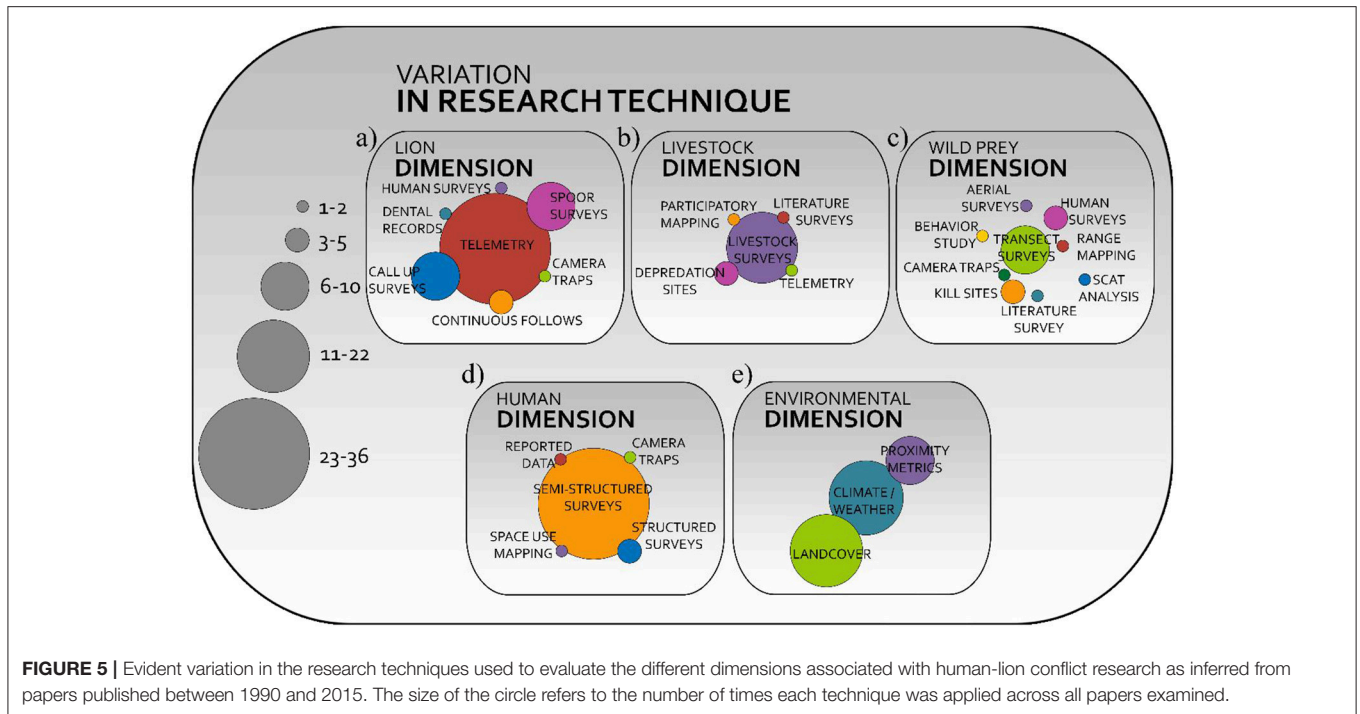 VARIATION
IN RESEARCH TECHNIQUE
1-2
3-5
6-10
11-22
23-36
a)
LION
DIMENSION
HUMAN SURVEYS
DENTAL
RECORDS
SPOOR
SURVEYS
TELEMETRY
CALL UP
SURVEYS
CAMERA
TRAPS
CONTINUOUS FOLLOWS
b)
LIVESTOCK
DIMENSION
PARTICIPATORY
MAPPING
LITERATURE
SURVEYS
LIVESTOCK
SURVEYS
DEPREDATION
SITES
TELEMETRY
c)
WILD PREY
DIMENSION
AERIAL
SURVEYS
HUMAN
SURVEYS
BEHAVIOR
STUDY
TRANSECT
SURVEYS
RANGE
MAPPING
CAMERA TRAPS
KILL SITES
SCAT
ANALYSIS
LITERATURE
SURVEY
d)
HUMAN
DIMENSION
REPORTED
DATA
CAMERA
TRAPS
SEMI-STRUCTURED
SURVEYS
SPACE USE
MAPPING
STRUCTURED
SURVEYS
e)
ENVIRONMENTAL
DIMENSION
PROXIMITY
METRICS
CLIMATE /
WEATHER
LANDCOVER
FIGURE 5 | Evident variation in the research techniques used to evaluate the different dimensions associated with human-lion conflict research as inferred from
papers published between 1990 and 2015. The size of the circle refers to the number of times each technique was applied across all papers examined.